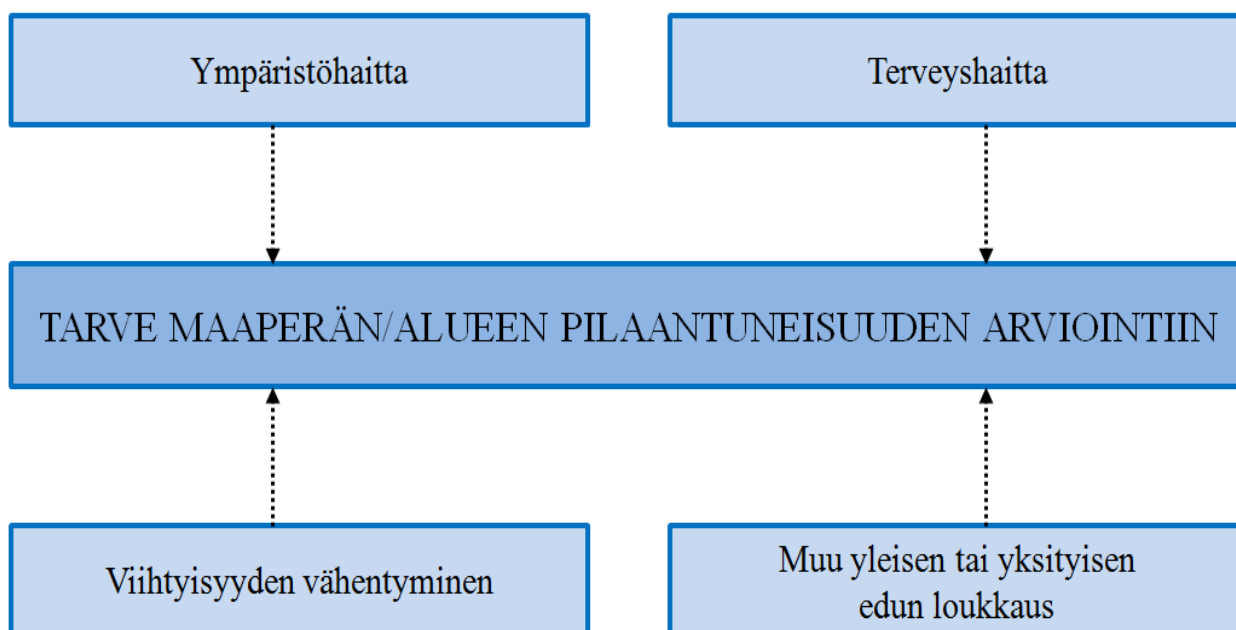 Ympäristöhaitta
Terveyshaitta
TARVE MAAPERÄN/ALUEEN PILAANTUNEISUUDEN ARVIOINTIIN
Viihtyisyyden vähentyminen
Muu yleisen tai yksityisen
edun loukkaus